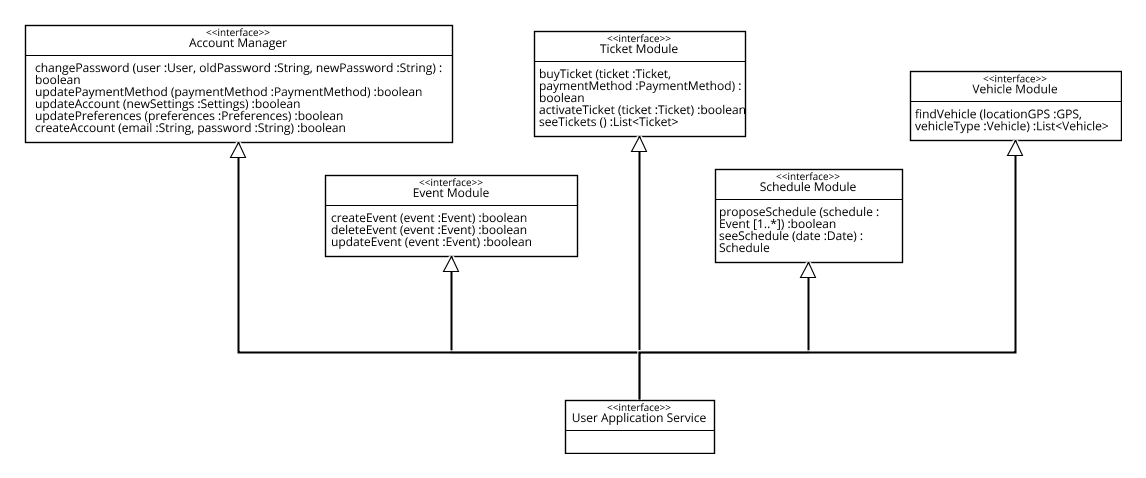 <<interface>>
Account Manager
changePassword (user :User, oldPassword :String, newPassword :String) :
boolean
updatePaymentMethod (paymentMethod :PaymentMethod) :boolean
updateAccount (newSettings :Settings) :boolean
updatePreferences (preferences :Preferences) :boolean
createAccount (email :String, password :String) :boolean
<<interface>>
Ticket Module
buyTicket (ticket :Ticket,
paymentMethod :PaymentMethod) :
boolean
activateTicket (ticket :Ticket) :boolean
seeTickets () :List<Ticket>
<<interface>>
Vehicle Module
findVehicle (locationGPS :GPS,
vehicleType :Vehicle) :List<Vehicle>
<<interface>>
Event Module
createEvent (event :Event) :boolean
deleteEvent (event :Event) :boolean
updateEvent (event :Event) :boolean
<<interface>>
Schedule Module
proposeSchedule (schedule :
Event [1..*]) :boolean
seeSchedule (date :Date) :
Schedule
<<interface>>
User Application Service